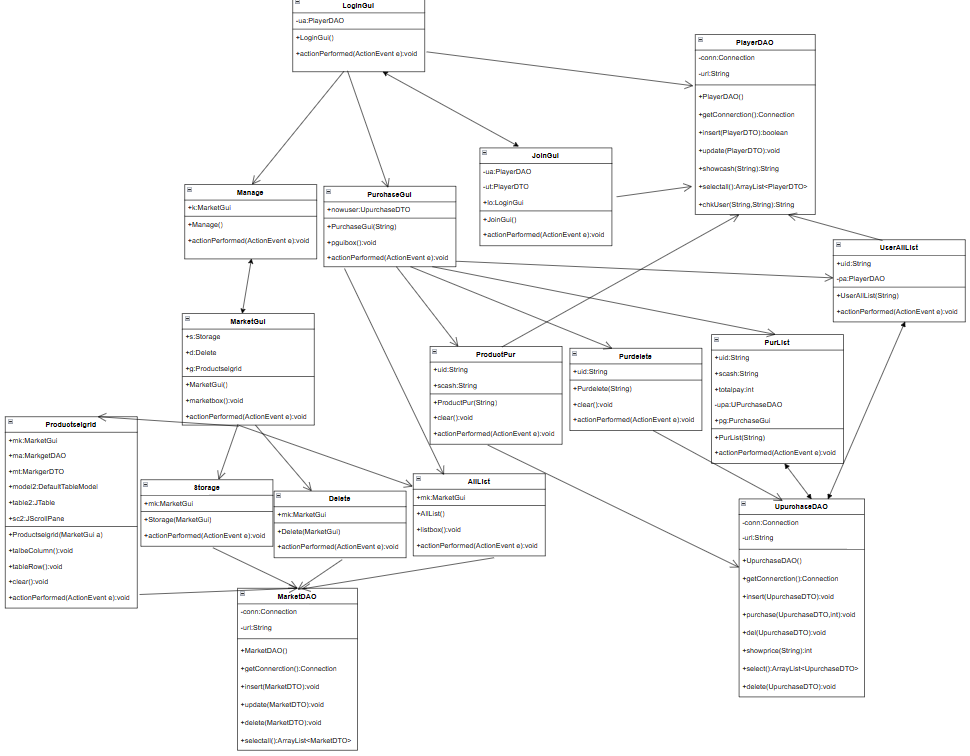 LoginGui
-ua:PlayerDAO
+LoginGui()
+actionPerformed(ActionEvent e):void
PlayerDAO
-conn:Connection
-url:String
+PlayerDAO()
+getConnerction():Connection
+insert(PlayerDTO):boolean
+update(PlayerDTO):void
+showcash(String):String
+selectall():ArrayList<PlayerDTO>
+chkUser(String,String):String
JoinGui
-ua:PlayerDAO
-ut:PlayerDTO
+lo:LoginGui
+JoinGui()
+actionPerformed(ActionEvent e):void
Manage
+k:MarketGui
+Manage()
+actionPerformed(ActionEvent e):void
PurchaseGui
+nowuser:UpurchaseDTO
+PurchaseGui(String)
+pguibox():void
+actionPerformed(ActionEvent e):void
UserAllList
+uid:String
-pa:PlayerDAO
+UserAllList(String)
+actionPerformed(ActionEvent e):void
MarketGui
+s:Storage
+d:Delete
+g:Productselgrid
+MarketGui()
+marketbox():void
+actionPerformed(ActionEvent e):void
ProductPur
+uid:String
+scash:String
+ProductPur(String)
+clear():void
+actionPerformed(ActionEvent e):void
Purdelete
+uid:String
+Purdelete(String)
+clear():void
+actionPerformed(ActionEvent e):void
PurList
+uid:String
+scash:String
+totalpay:int
-upa:UPurchaseDAO
+pg:PurchaseGui
+PurList(String)
+actionPerformed(ActionEvent e):void
Productselgrid
+mk:MarketGui
+ma:MarkgetDAO
+mt:MarkgerDTO
+model2:DefaultTableModel
+table2:JTable
+sc2:JScrollPane
+Productselgrid(MarketGui a)
+talbeColumn():void
+tableRow():void
+clear():void
+actionPerformed(ActionEvent e):void
Storage
+mk:MarketGui
+Storage(MarketGui)
+actionPerformed(ActionEvent e):void
Delete
+mk:MarketGui
+Delete(MarketGui)
+actionPerformed(ActionEvent e):void
AllList
+mk:MarketGui
+AllList()
+listbox():void
+actionPerformed(ActionEvent e):void
UpurchaseDAO
-conn:Connection
-url:String
+UpurchaseDAO()
+getConnerction():Connection
+insert(UpurchaseDTO):void
+purchase(UpurchaseDTO,int):void
+del(UpurchaseDTO):void
+showprice(String):int
+select():ArrayList<UpurchaseDTO>
+delete(UpurchaseDTO):void
MarketDAO
-conn:Connection
-url:String
+MarketDAO()
+getConnerction():Connection
+insert(MarketDTO):void
+update(MarketDTO):void
+delete(MarketDTO):void
+selectall():ArrayList<MarketDTO>